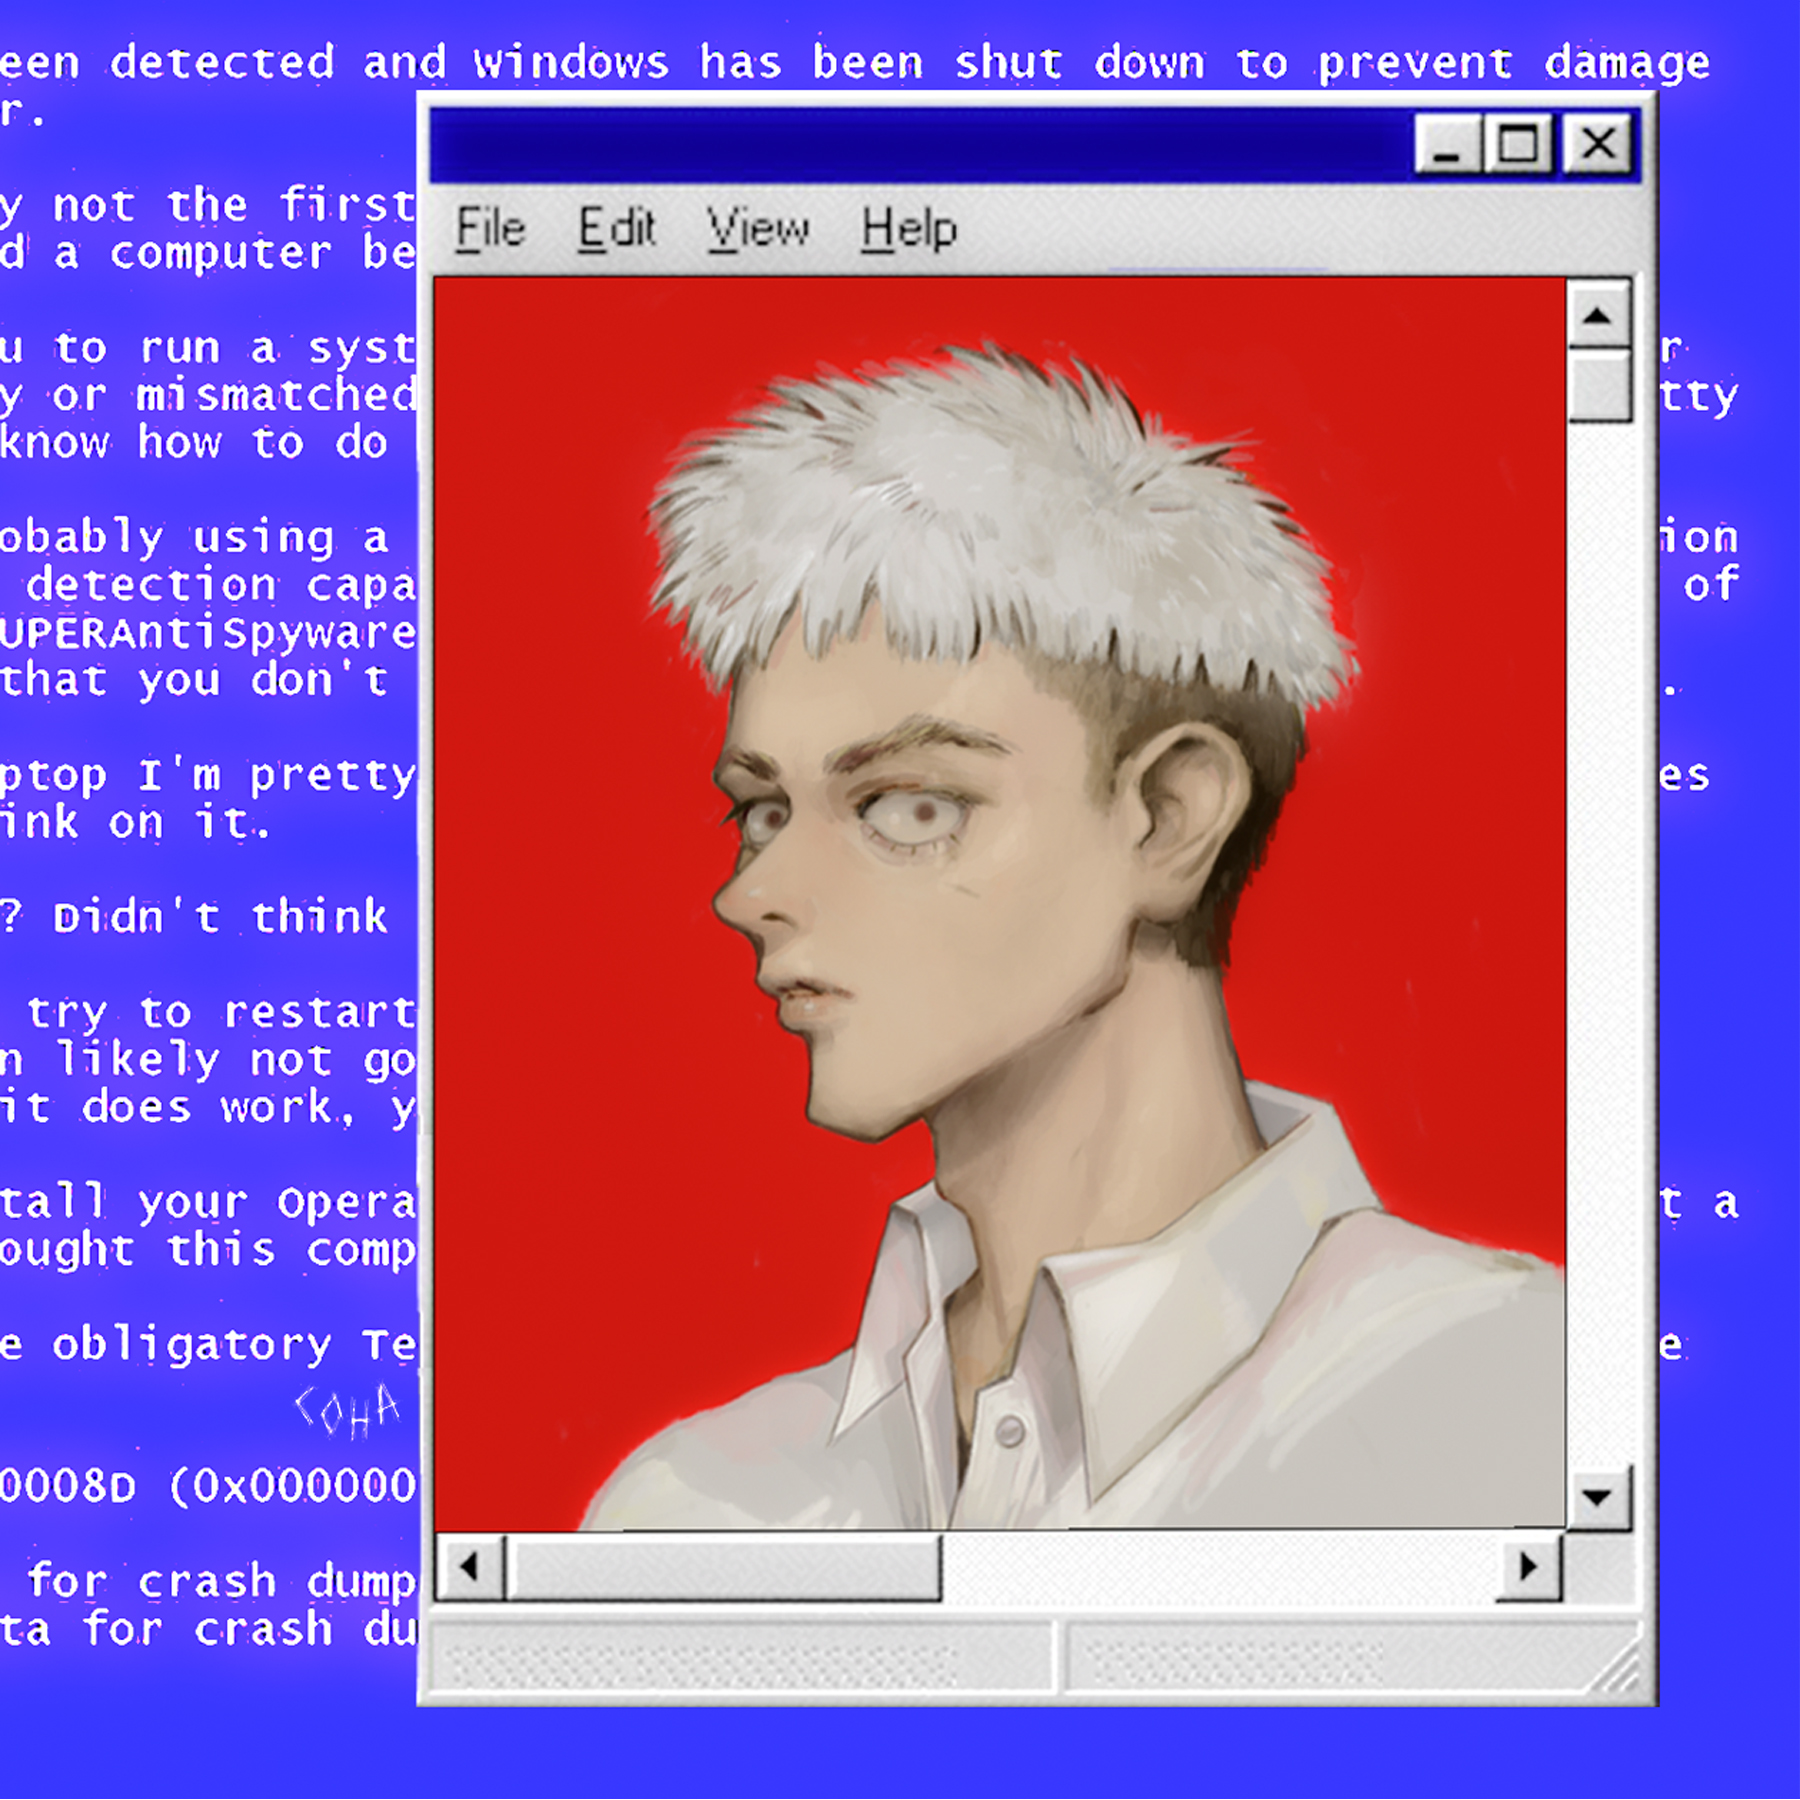 een detected and Windows has been shut down to prevent damage
r.
File Edit View Help
y not the first
d a computer be
u to run a syst r
y or mismatched tty
know how to do
obably using a ion
detection capa of
UPERAntiSpyware
that you don't .
ptop I'm pretty es
ink on it.
? Didn't think
try to restart
n likely not go
it does work, y
tall your Opera t a
ought this comp
e obligatory Te e
COHA
0008D (0x000000
for crash dump
ta for crash du